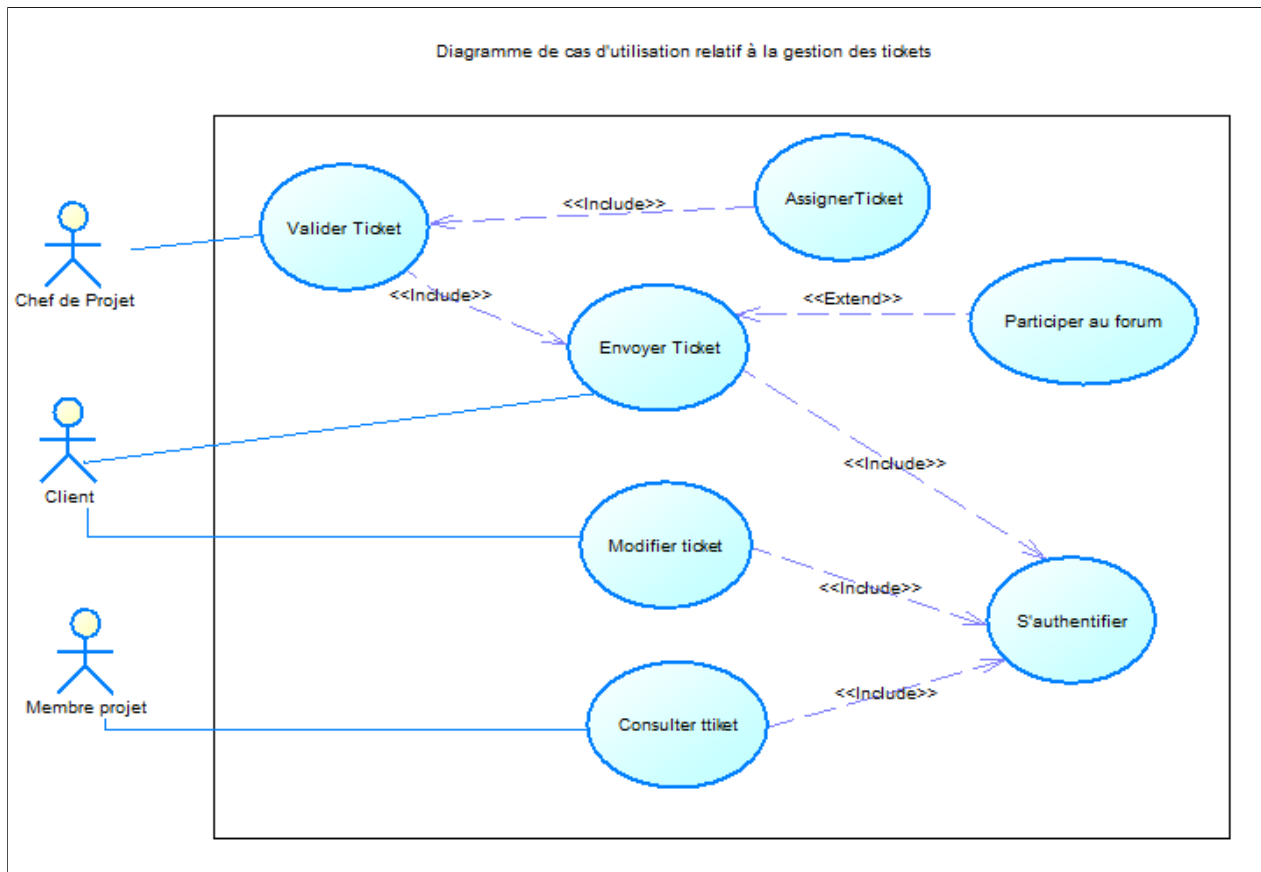 Diagramme de cas d'utilisation relatif à la gestion des tickets
AssignerTicket
<<Include>>
Valider Ticket
Chef de Projet
<<Include>>
<<Extend>>
Participer au forum
Envoyer Ticket
<<Include>>
Client
Modifier ticket
<<Include>>
S'authentifier
<<Include>>
Membre projet
Consulter ttiket